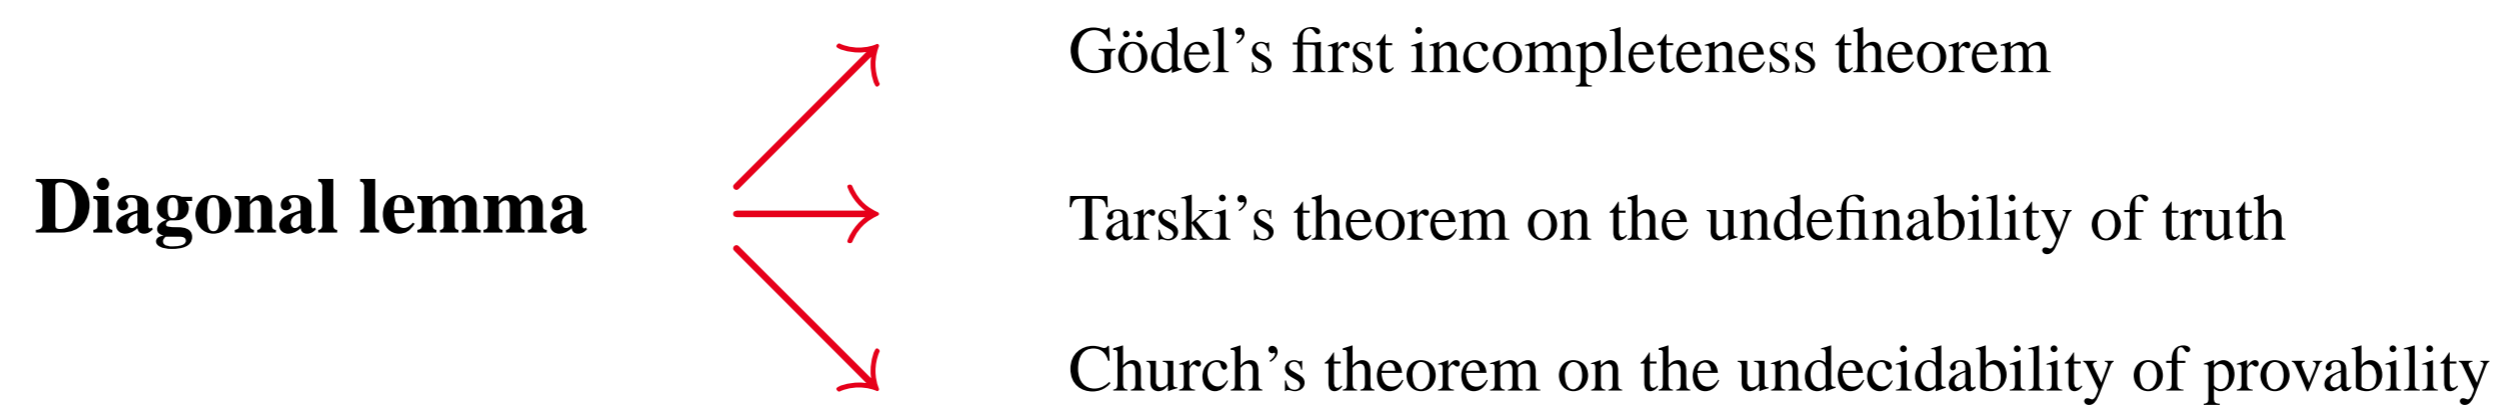 Gödel’s first incompleteness theorem
Diagonal lemma
Tarski’s theorem on the undefinability of truth
Church’s theorem on the undecidability of provability